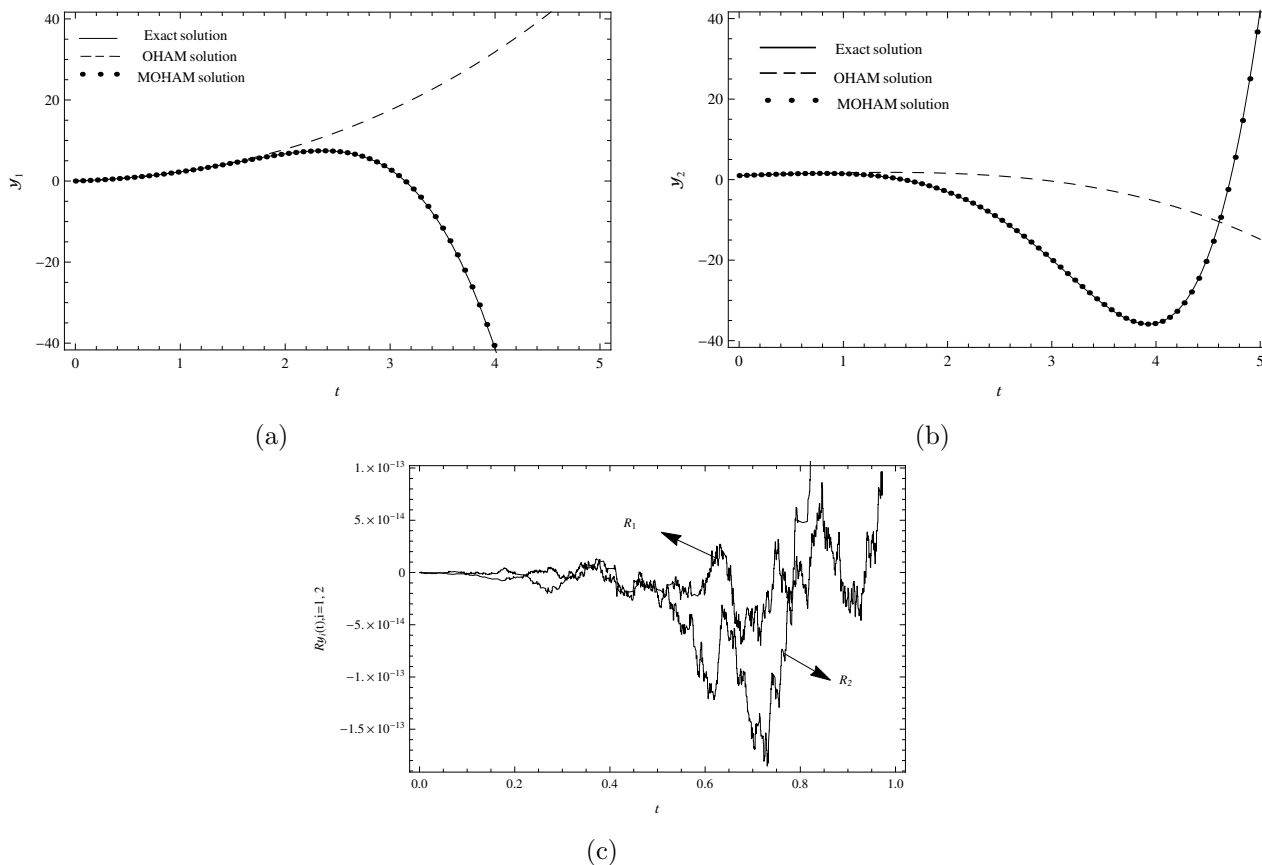 40
20
0
−20
−40
0 1 2 3 4 5
y₁
t
Exact solution
OHAM solution
MOHAM solution
(a)
40
20
0
−20
−40
0 1 2 3 4 5
y₂
t
Exact solution
OHAM solution
MOHAM solution
(b)
1.×10⁻¹³
5.×10⁻¹⁴
0
−5.×10⁻¹⁴
−1.×10⁻¹³
−1.5×10⁻¹³
0.0 0.2 0.4 0.6 0.8 1.0
Ryᵢ(t),i=1, 2
t
R₁
R₂
(c)